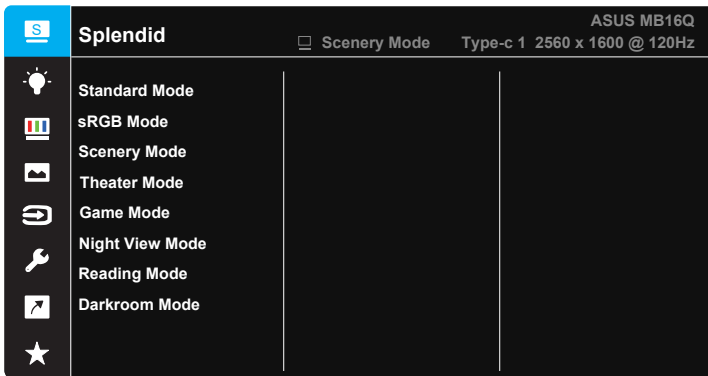 S
ASUS MB16Q
Splendid
Scenery Mode Type-c 1 2560 x 1600 @ 120Hz
Standard Mode
sRGB Mode
Scenery Mode
Theater Mode
Game Mode
Night View Mode
Reading Mode
Darkroom Mode